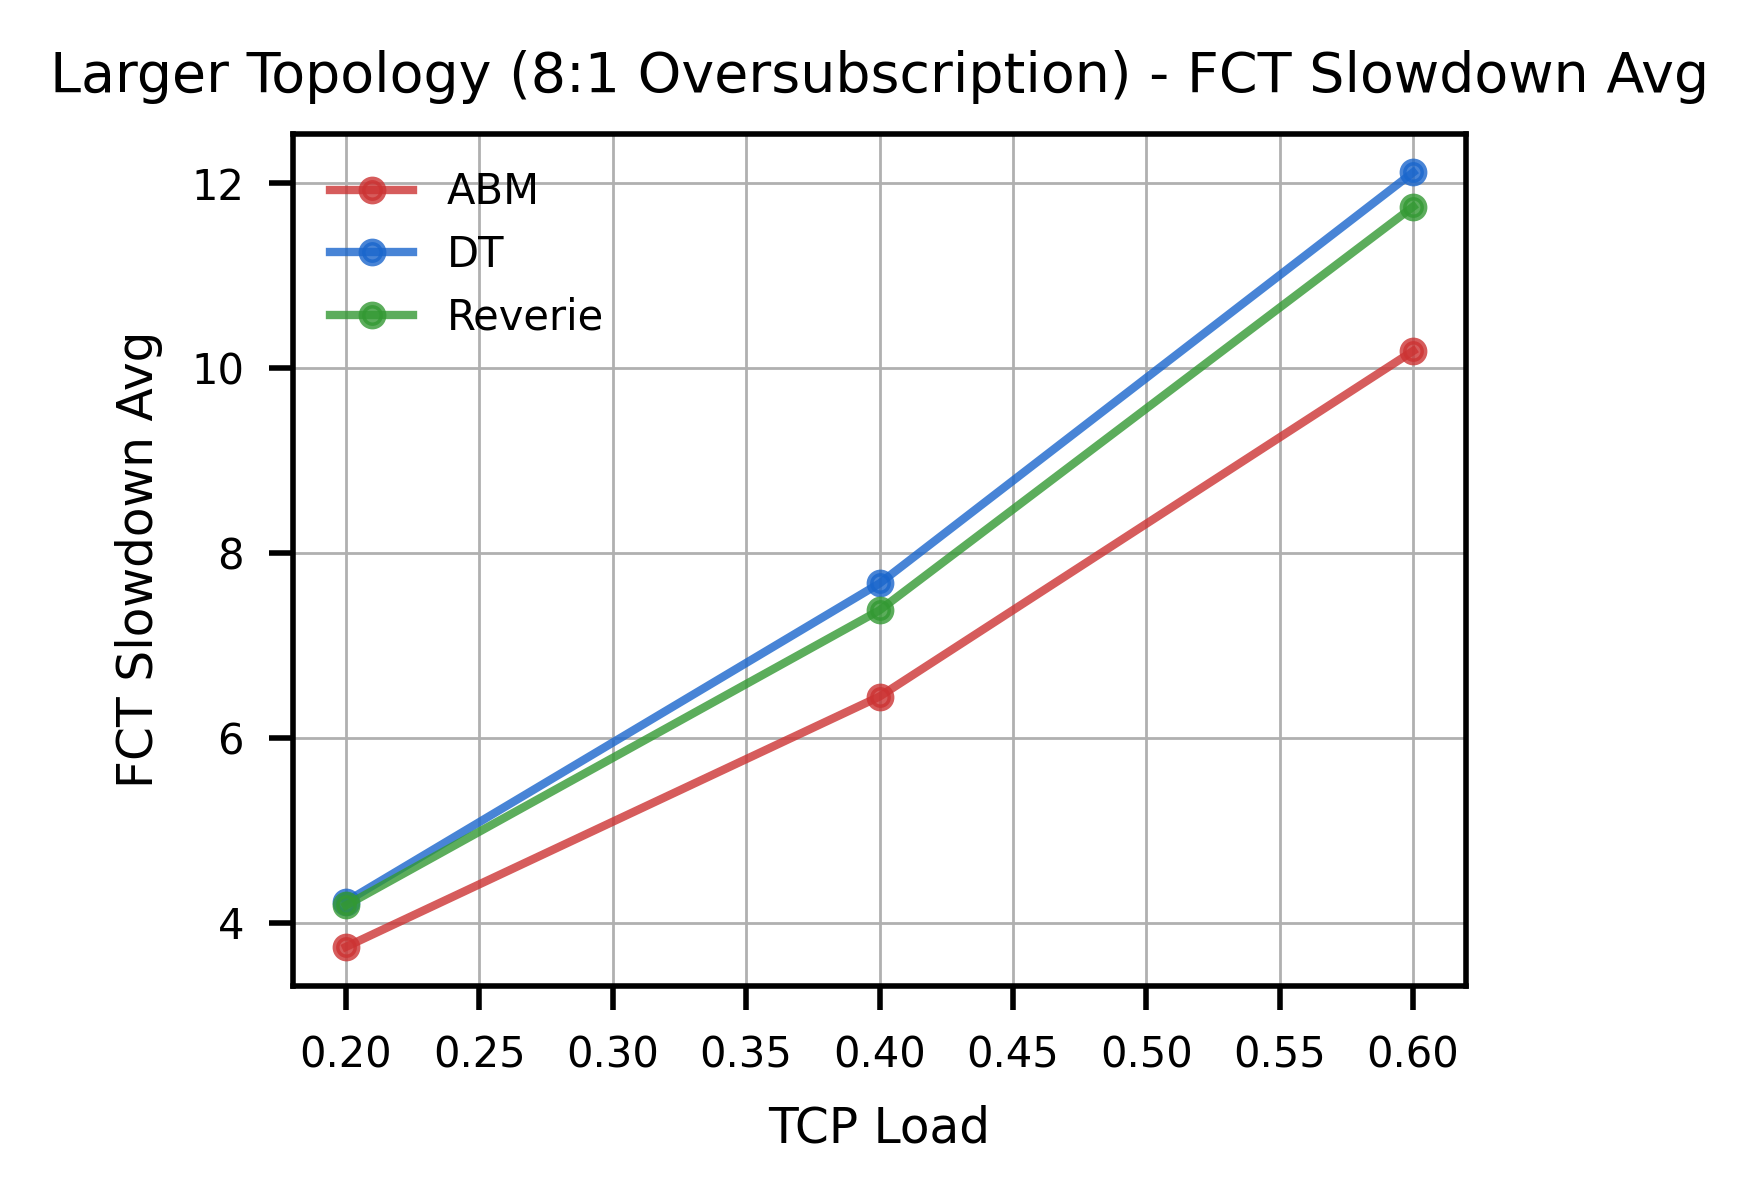 Larger Topology (8:1 Oversubscription) - FCT Slowdown Avg
ABM
DT
Reverie
FCT Slowdown Avg
12
10
8
6
4
0.20 0.25 0.30 0.35 0.40 0.45 0.50 0.55 0.60
TCP Load